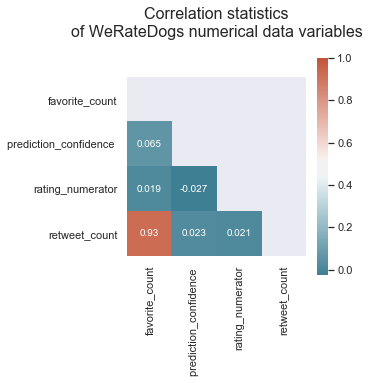 Correlation statistics
of WeRateDogs numerical data variables
favorite_count
prediction_confidence
rating_numerator
retweet_count
0.065
0.019 -0.027
0.93 0.023 0.021
favorite_count
prediction_confidence
rating_numerator
retweet_count
1.0
0.8
0.6
0.4
0.2
0.0